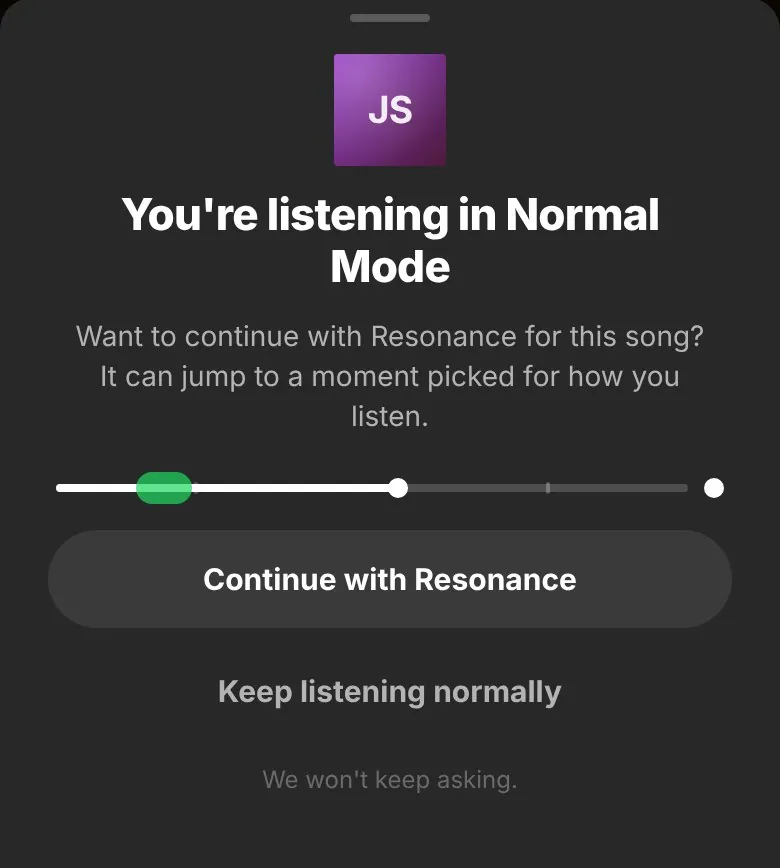 JS
You're listening in Normal
Mode
Want to continue with Resonance for this song?
It can jump to a moment picked for how you
listen.
Continue with Resonance
Keep listening normally
We won't keep asking.